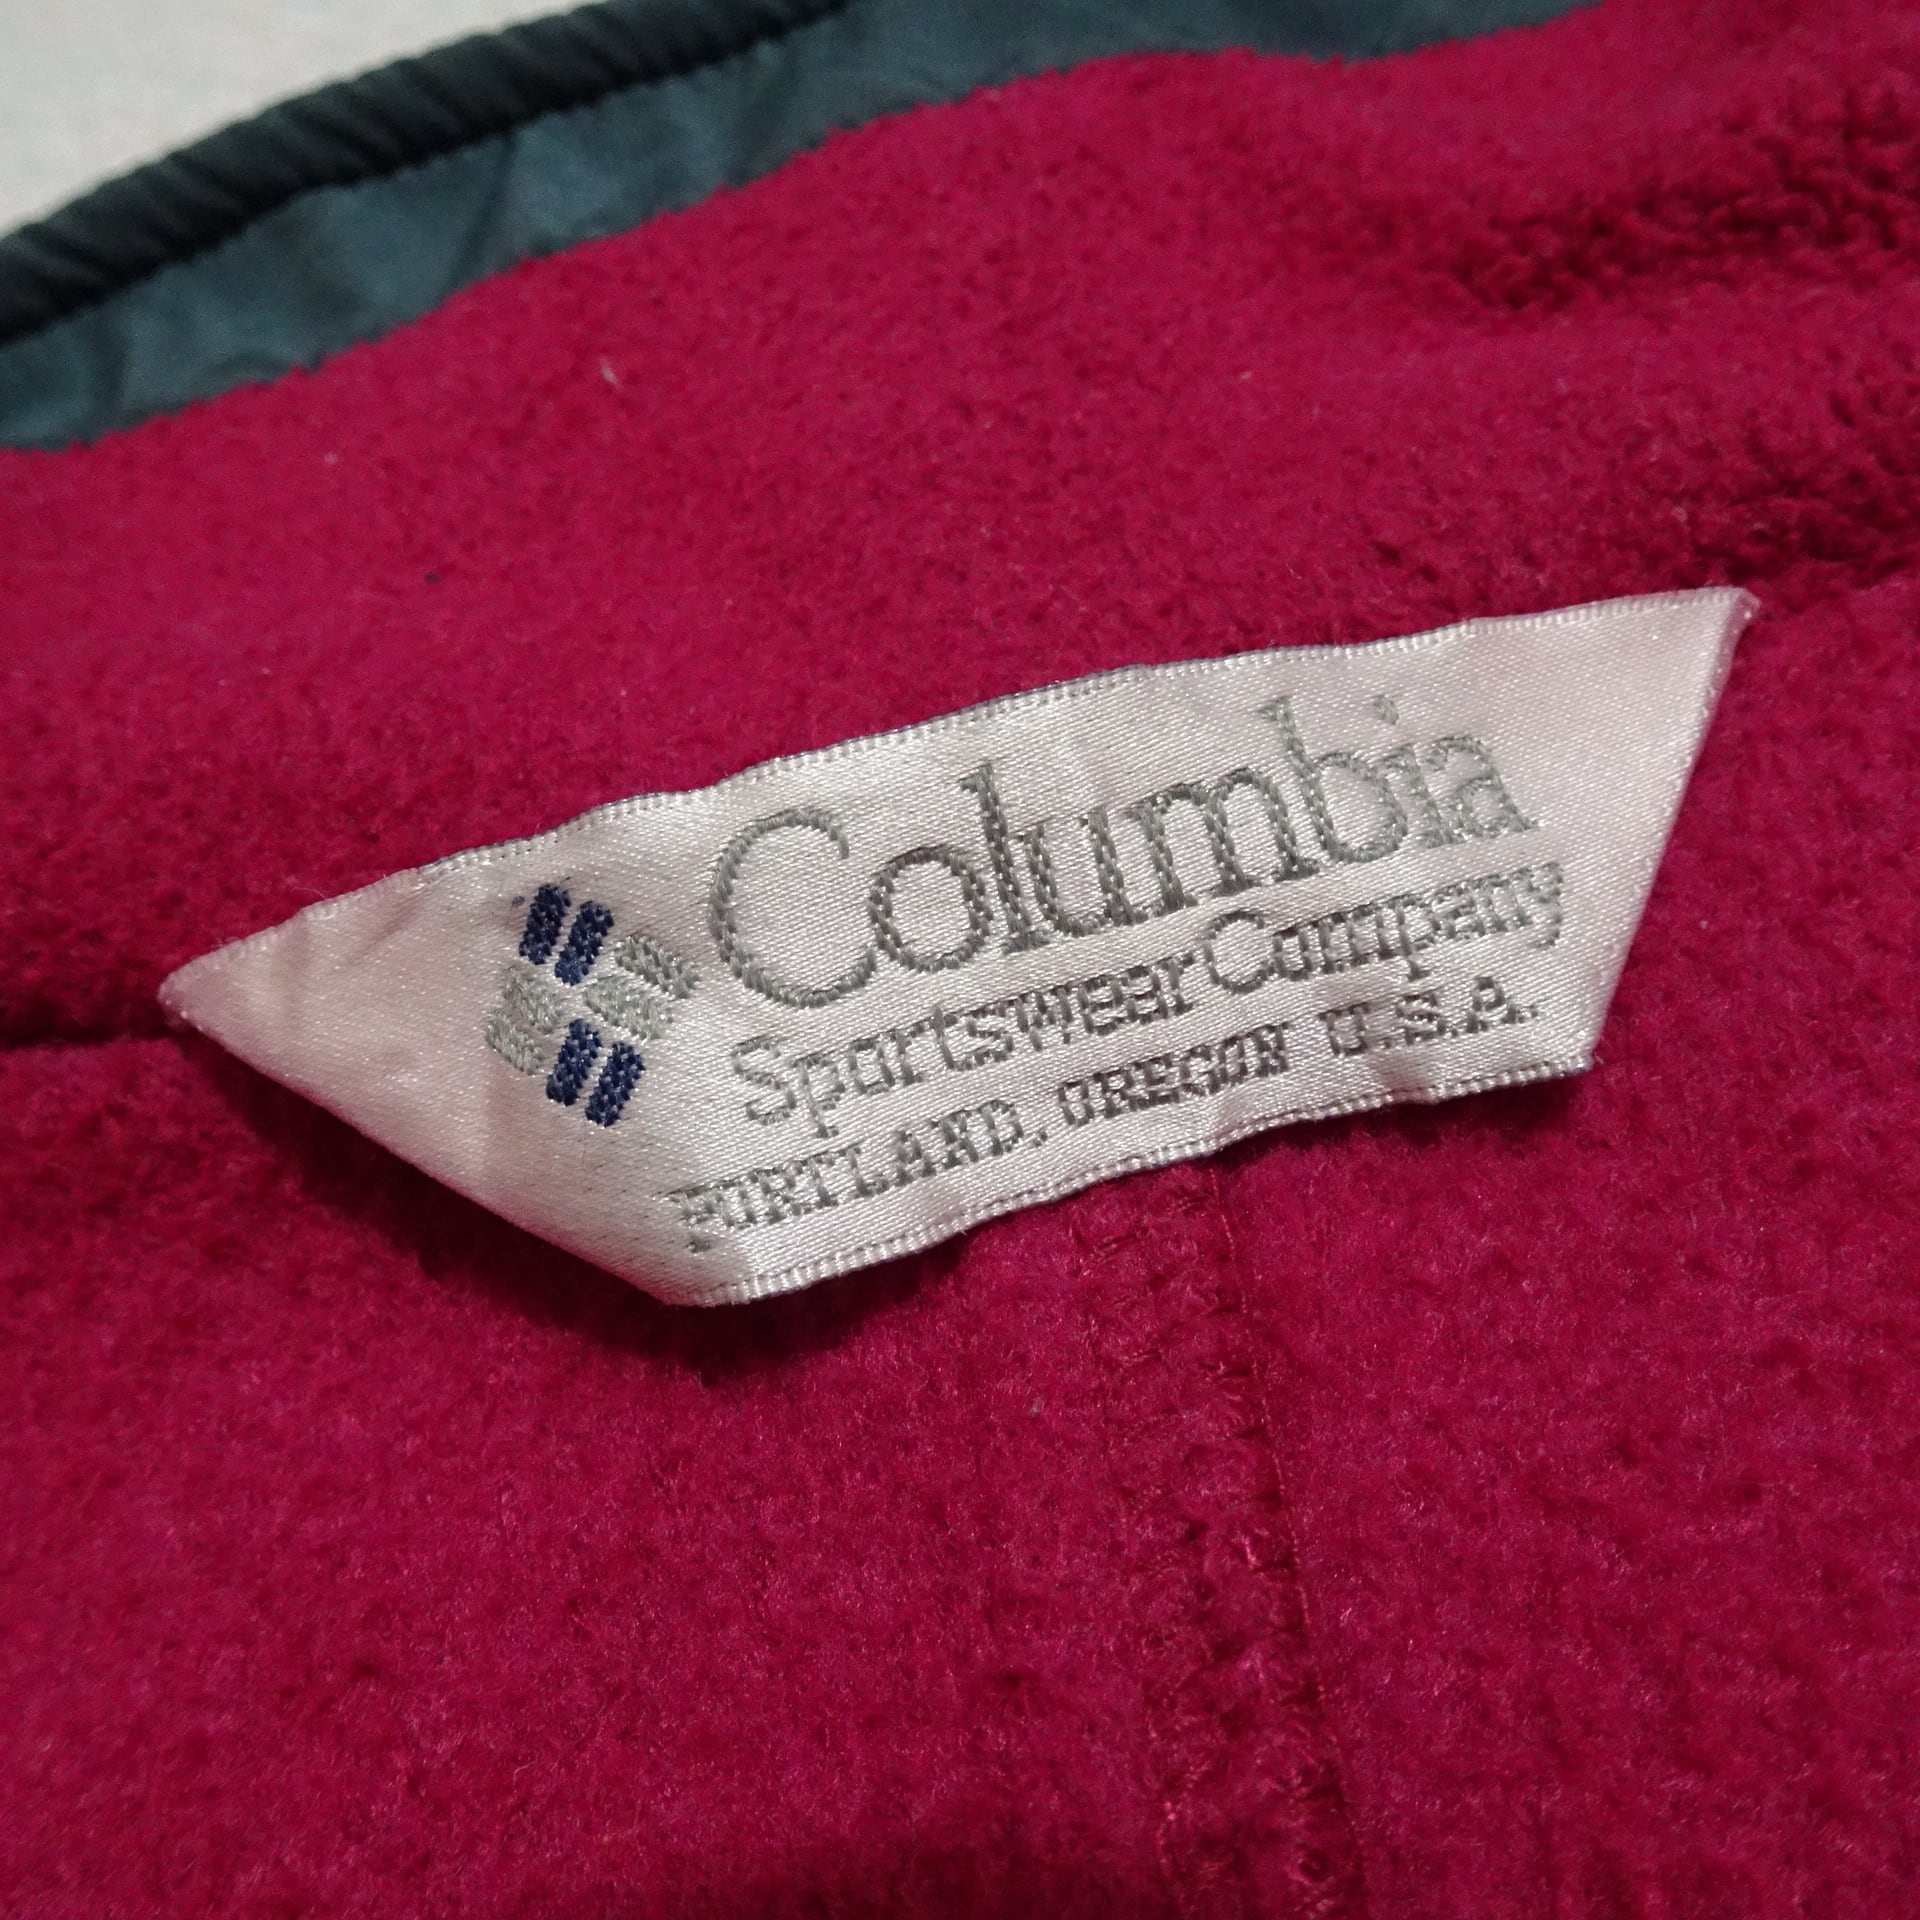 Columbia
Sportswear Company
PORTLAND, OREGON U.S.A.